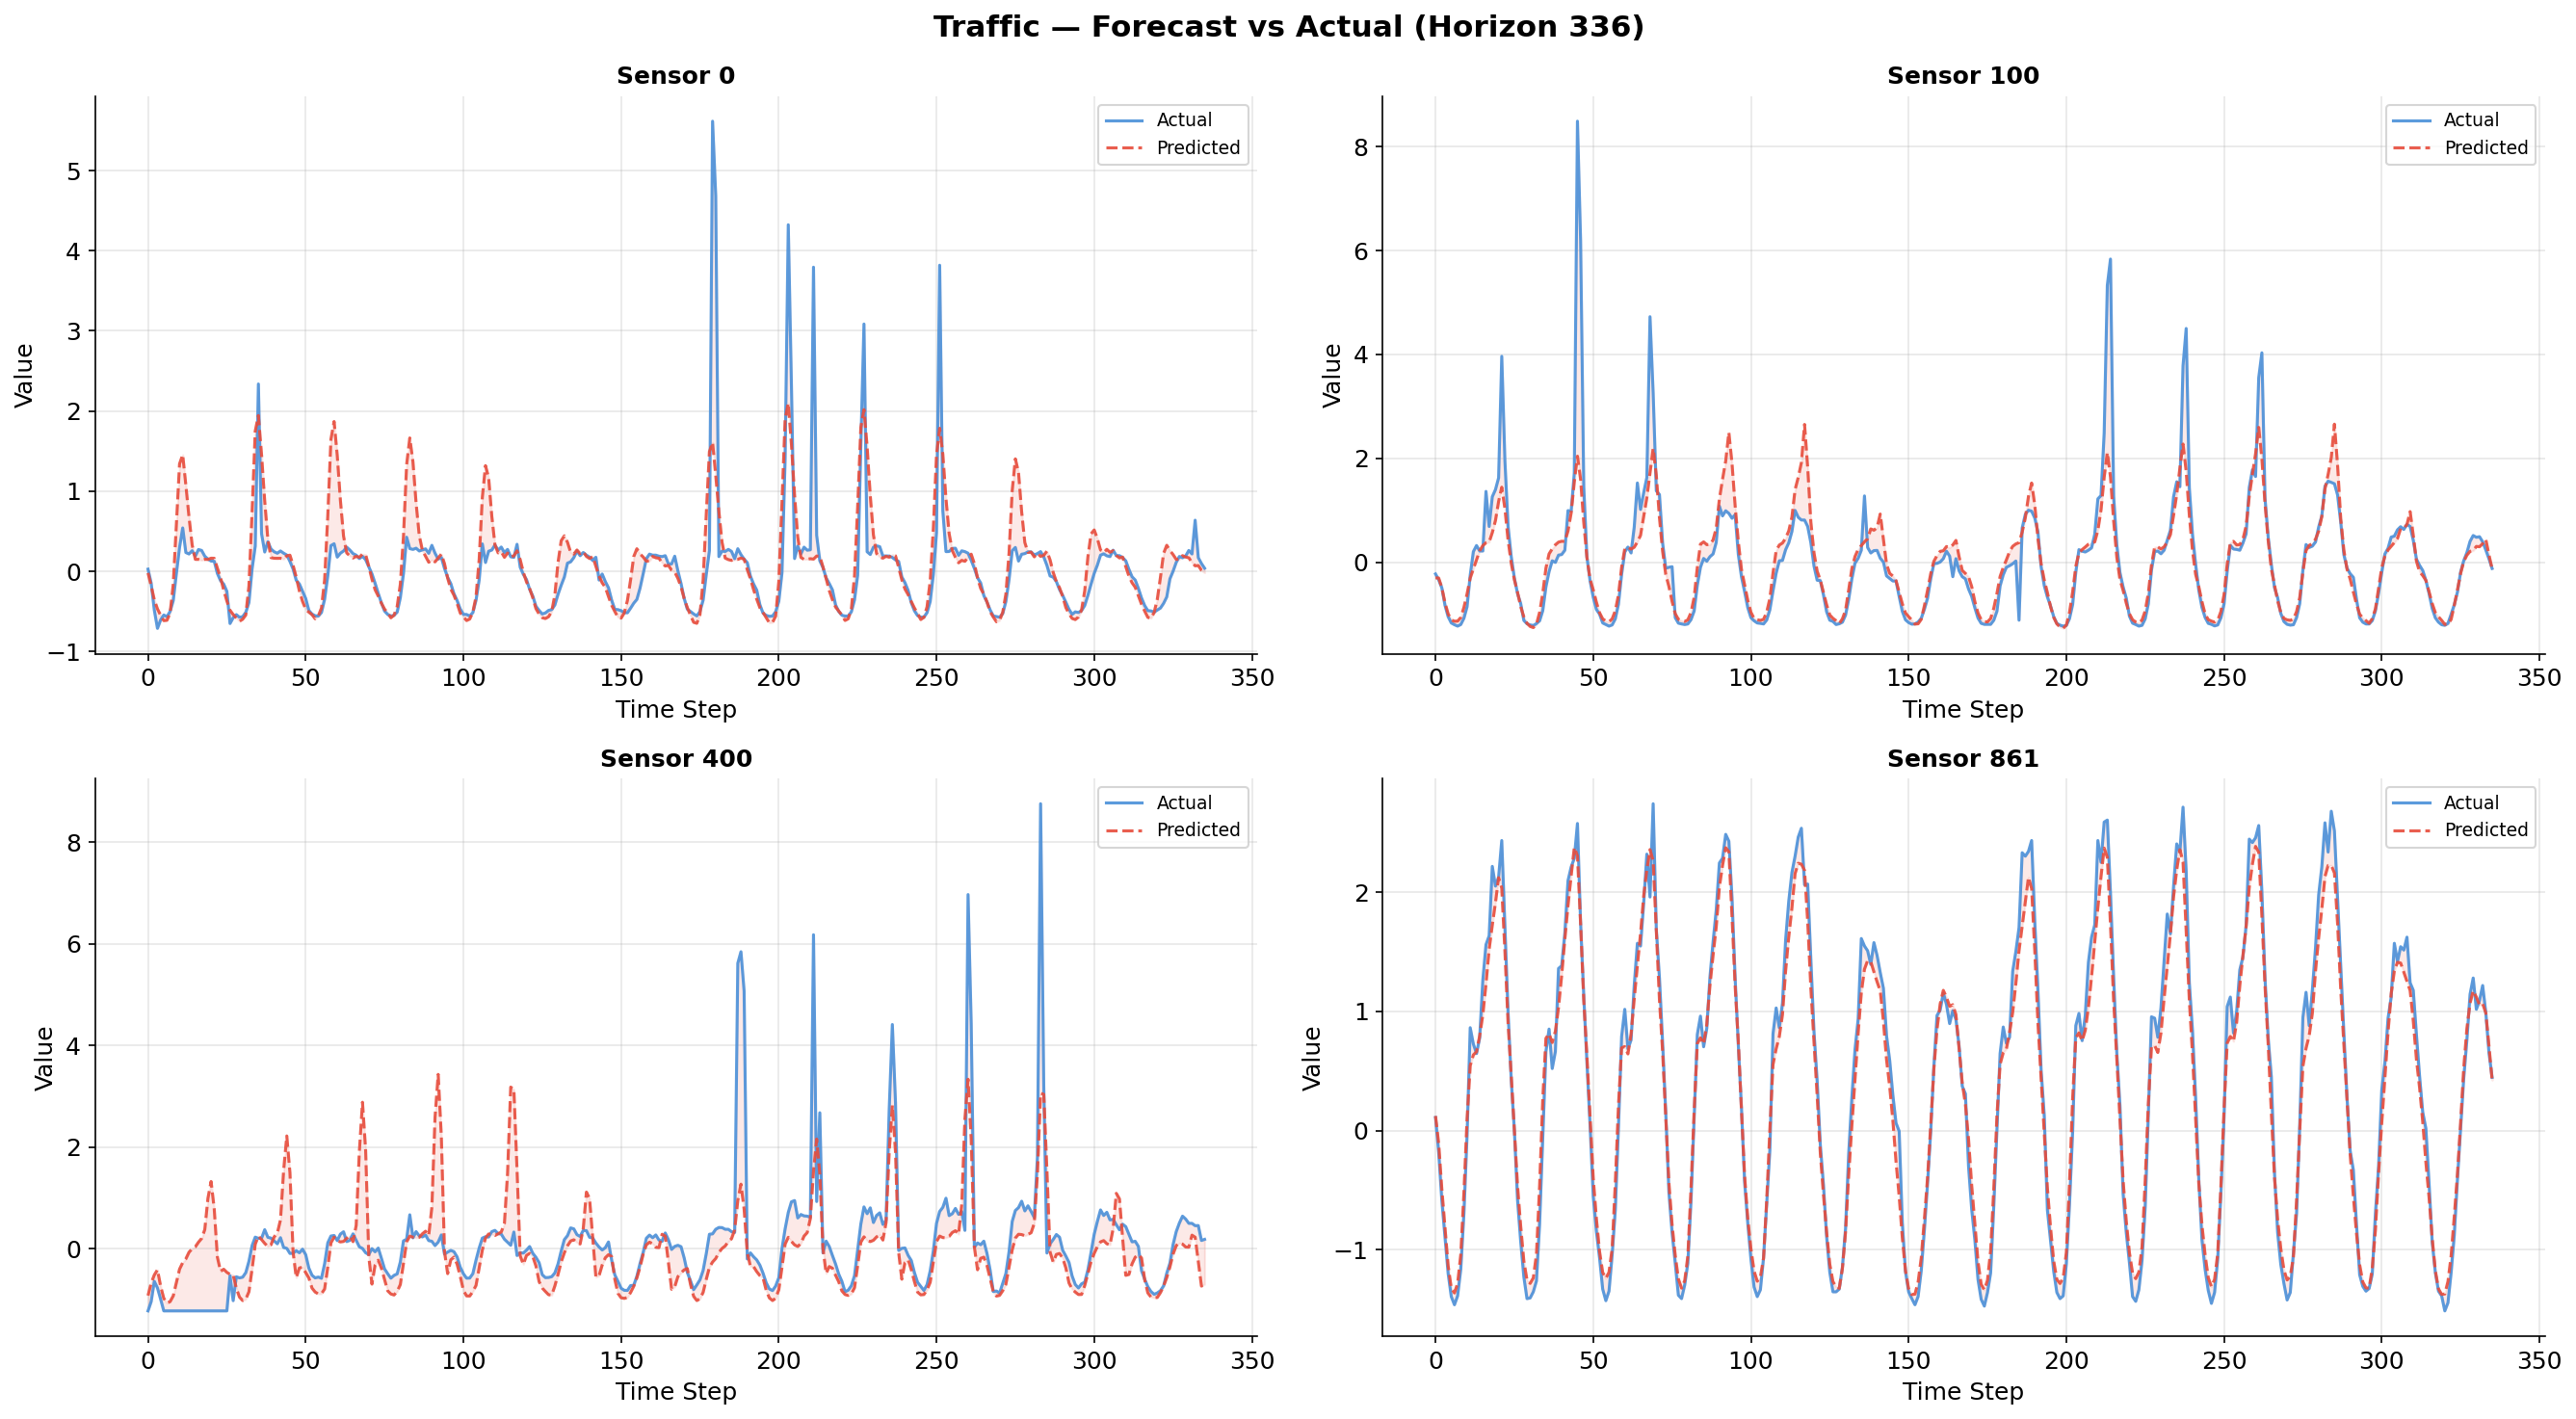 Traffic — Forecast vs Actual (Horizon 336)
Sensor 0
Actual
Predicted
Value
5
4
3
2
1
0
−1
0 50 100 150 200 250 300 350
Time Step
Sensor 100
Actual
Predicted
Value
8
6
4
2
0
0 50 100 150 200 250 300 350
Time Step
Sensor 400
Actual
Predicted
Value
8
6
4
2
0
0 50 100 150 200 250 300 350
Time Step
Sensor 861
Actual
Predicted
Value
2
1
0
−1
0 50 100 150 200 250 300 350
Time Step